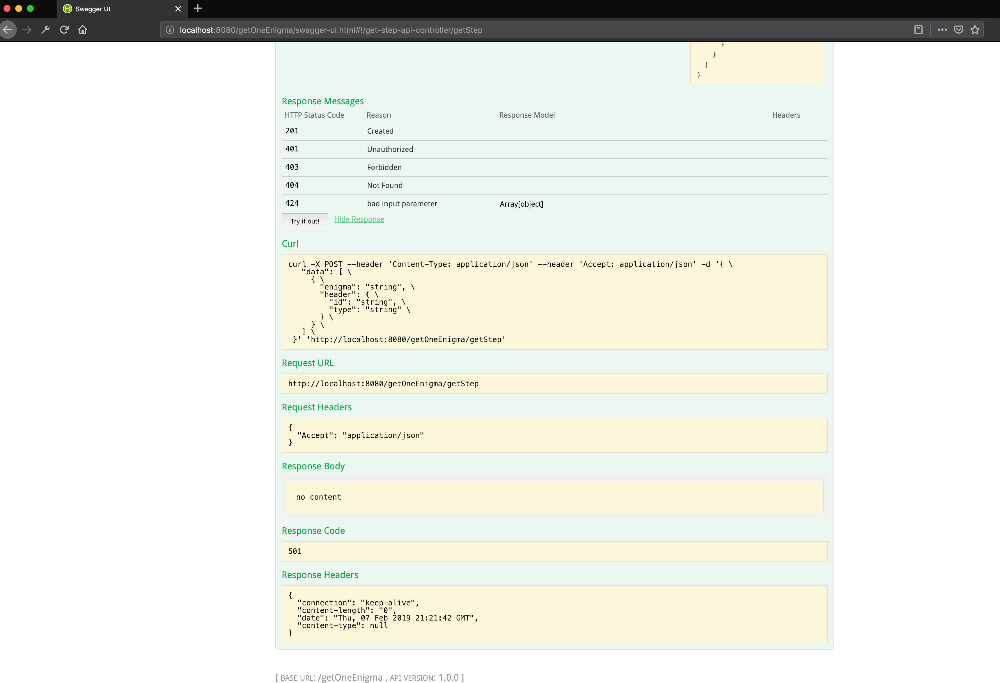 Swagger UI
localhost:8080/getOneEnigma/swagger-ui.html#!/get-step-api-controller/getStep
}
}
]
}
Response Messages
HTTP Status Code Reason Response Model Headers
201 Created
401 Unauthorized
403 Forbidden
404 Not Found
424 bad input parameter Array[object]
Try it out! Hide Response
Curl
curl -X POST --header 'Content-Type: application/json' --header 'Accept: application/json' -d '{ \
"data": [ \
{ \
"enigma": "string", \
"header": { \
"id": "string", \
"type": "string" \
} \
} \
] \
}' 'http://localhost:8080/getOneEnigma/getStep'
Request URL
http://localhost:8080/getOneEnigma/getStep
Request Headers
{
"Accept": "application/json"
}
Response Body
no content
Response Code
501
Response Headers
{
"connection": "keep-alive",
"content-length": "0",
"date": "Thu, 07 Feb 2019 21:21:42 GMT",
"content-type": null
}
[ BASE URL: /getOneEnigma , API VERSION: 1.0.0 ]